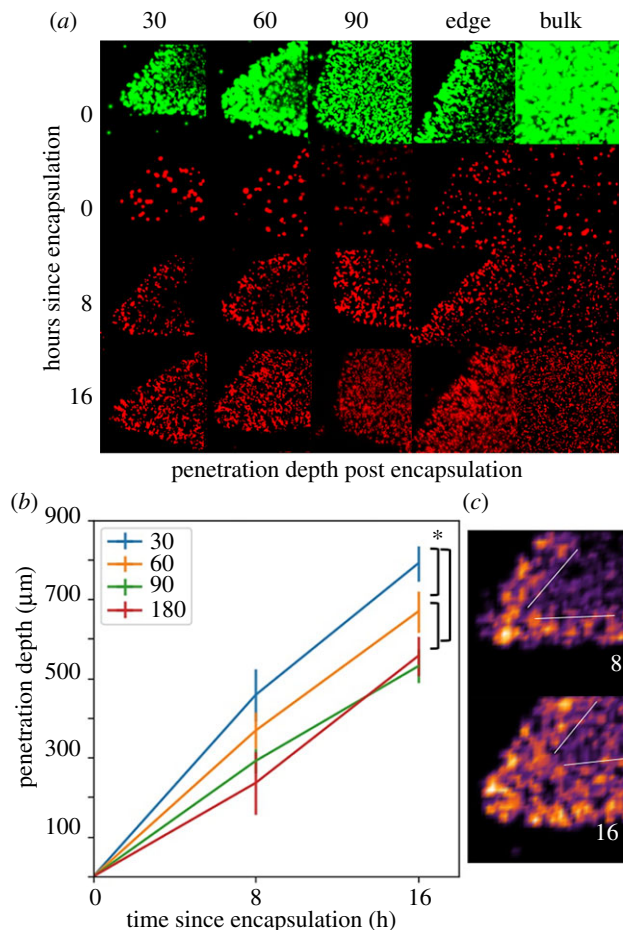 (a) 30 60 90 edge bulk
hours since encapsulation
0
0
8
16
penetration depth post encapsulation
(b)
penetration depth (µm)
900
700
500
300
100
30
60
90
180
*
0 8 16
time since encapsulation (h)
(c)
8
16